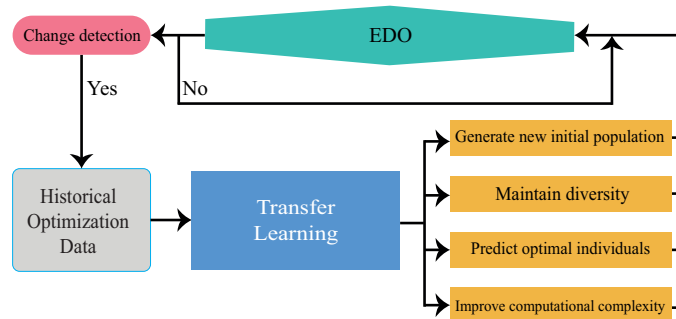 Change detection
EDO
Yes
No
Generate new initial population
Historical
Optimization
Data
Transfer
Learning
Maintain diversity
Predict optimal individuals
Improve computational complexity